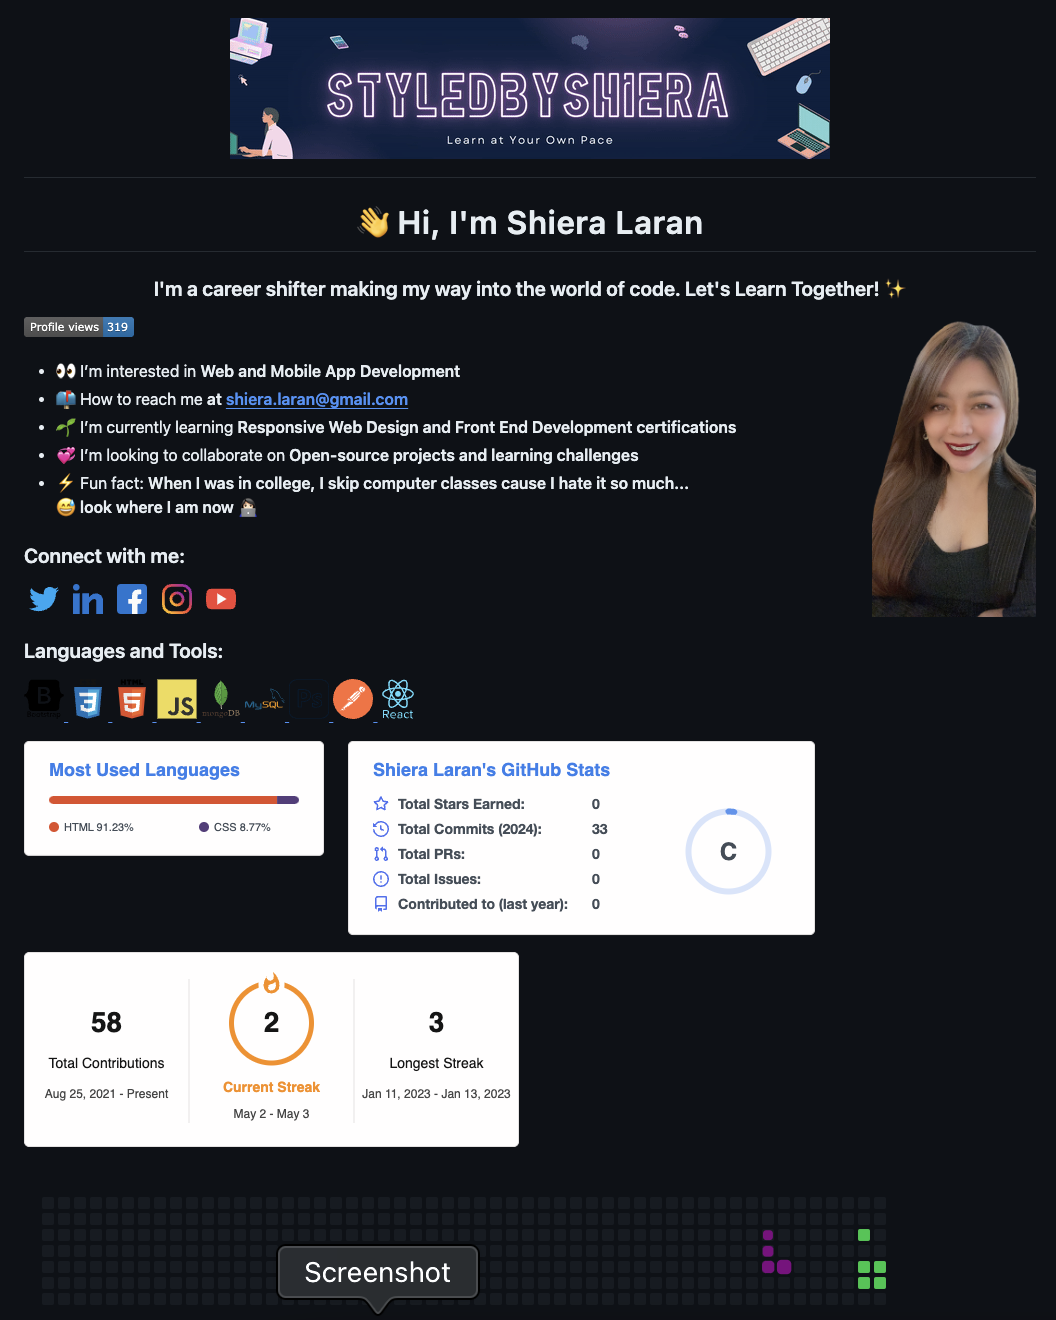 STYLEDBYSHIERA
Learn at Your Own Pace
👋 Hi, I'm Shiera Laran
I'm a career shifter making my way into the world of code. Let's Learn Together! ✨
Profile views 319
• 👀 I’m interested in Web and Mobile App Development
• 📫 How to reach me at shiera.laran@gmail.com
• 🌱 I’m currently learning Responsive Web Design and Front End Development certifications
• 💞️ I’m looking to collaborate on Open-source projects and learning challenges
• ⚡ Fun fact: When I was in college, I skip computer classes cause I hate it so much...
😅 look where I am now 👩🏻‍💻
Connect with me:
Languages and Tools:
B
Bootstrap
3
HTML
5
JS
mongoDB
MySQL
React
Most Used Languages
HTML 91.23%
CSS 8.77%
Shiera Laran's GitHub Stats
Total Stars Earned: 0
Total Commits (2024): 33
Total PRs: 0
Total Issues: 0
Contributed to (last year): 0
C
58
Total Contributions
Aug 25, 2021 - Present
2
Current Streak
May 2 - May 3
3
Longest Streak
Jan 11, 2023 - Jan 13, 2023
Screenshot